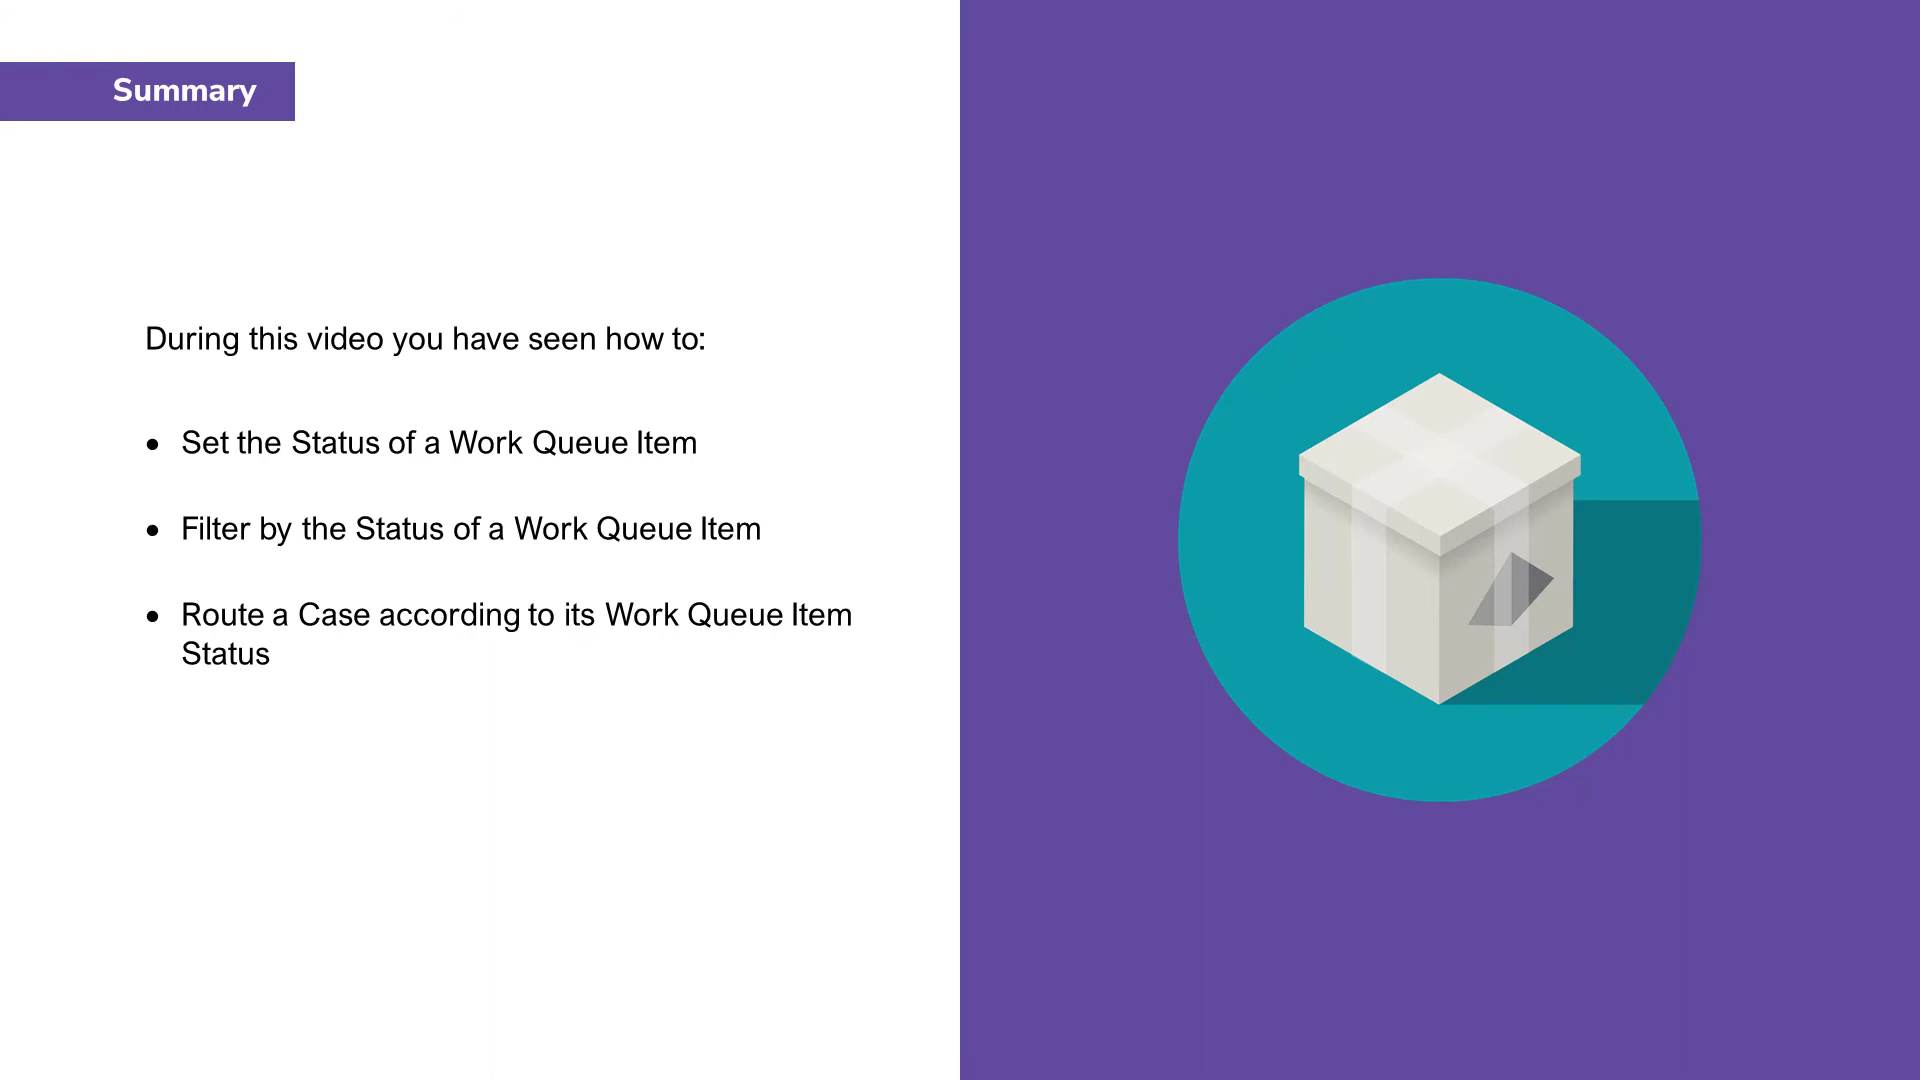 Summary
During this video you have seen how to:
• Set the Status of a Work Queue Item
• Filter by the Status of a Work Queue Item
• Route a Case according to its Work Queue Item
Status